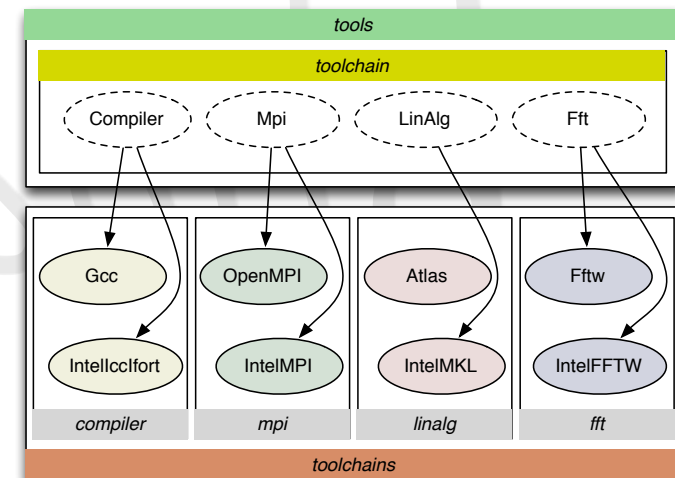 tools
toolchain
Compiler Mpi LinAlg Fft
Gcc OpenMPI Atlas Fftw
IntelIccIfort IntelMPI IntelMKL IntelFFTW
compiler mpi linalg fft
toolchains